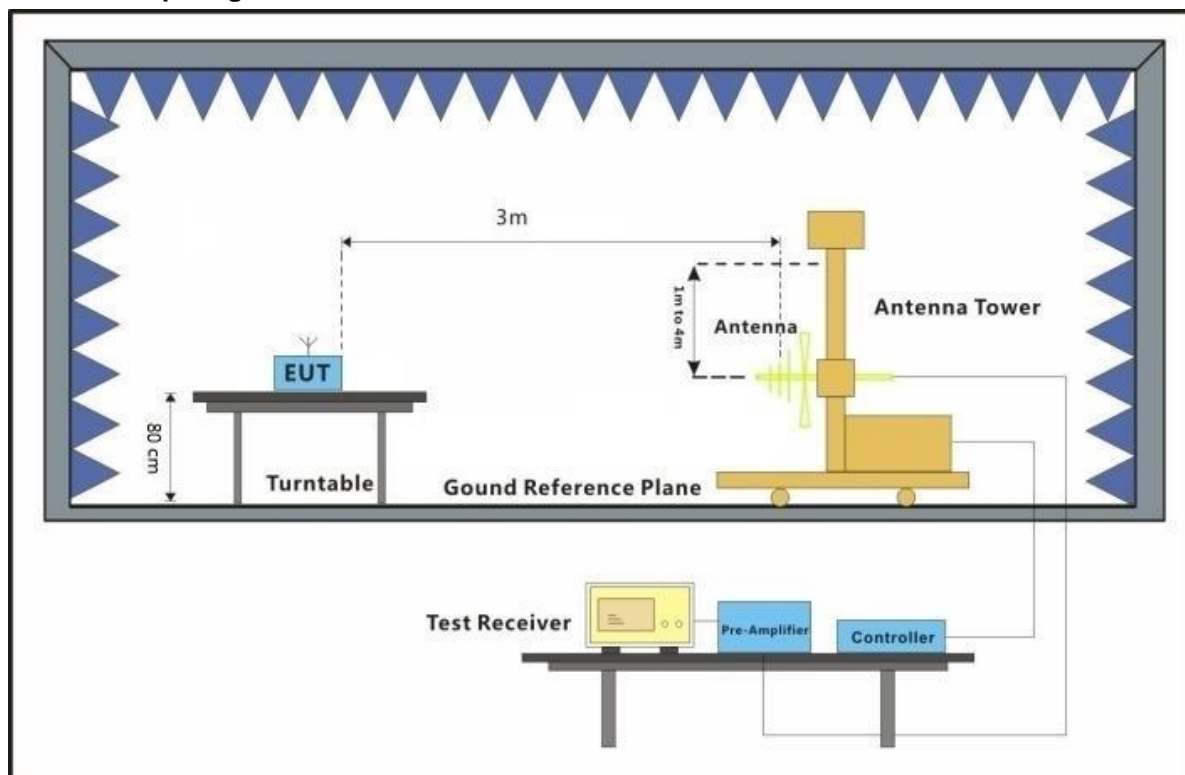 3m
1m to 4m
Antenna
Antenna Tower
EUT
80 cm
Turntable
Gound Reference Plane
Test Receiver
Pre-Amplifier
Controller